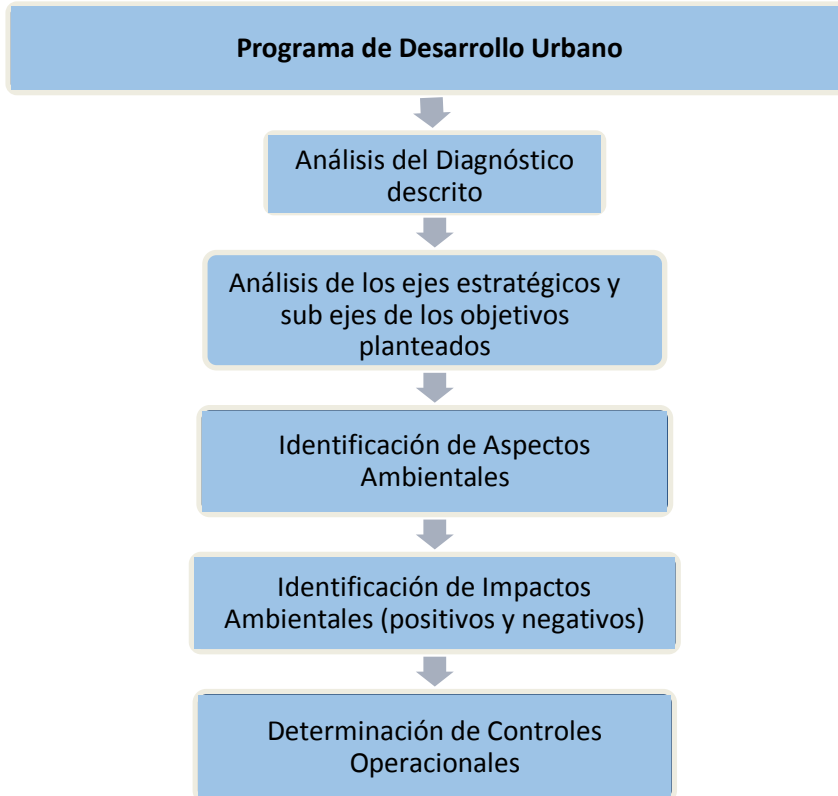 Programa de Desarrollo Urbano
Análisis del Diagnóstico
descrito
Análisis de los ejes estratégicos y
sub ejes de los objetivos
planteados
Identificación de Aspectos
Ambientales
Identificación de Impactos
Ambientales (positivos y negativos)
Determinación de Controles
Operacionales